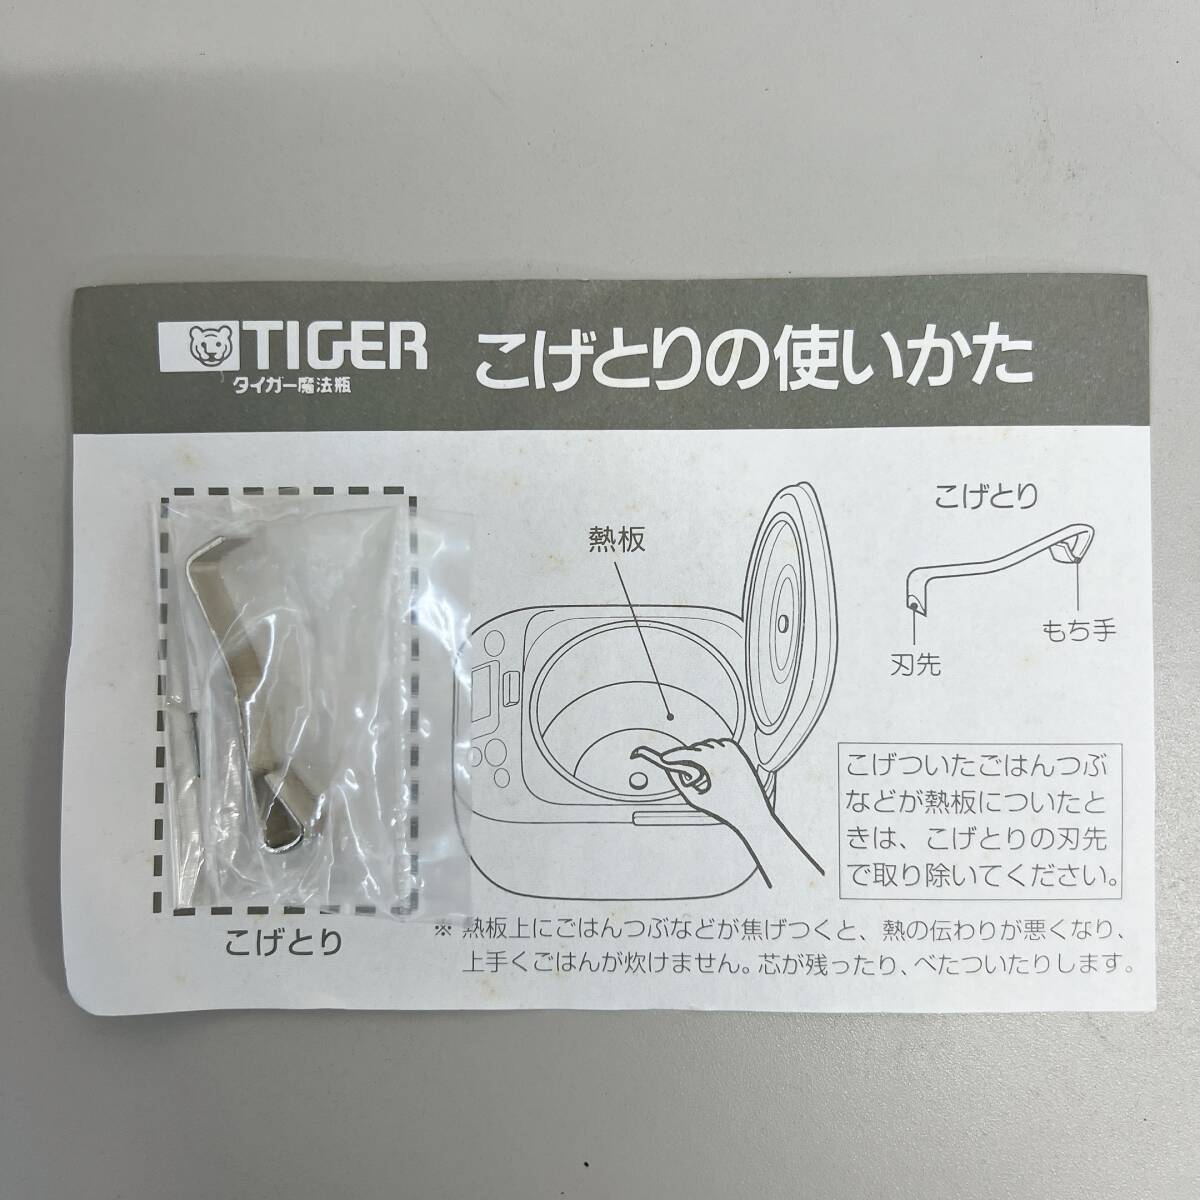 TIGER
タイガー魔法瓶
こげとりの使いかた
こげとり
熱板
こげとり
刃先
もち手
こげついたごはんつぶ
などが熱板についたと
きは、こげとりの刃先
で取り除いてください。
※ 熱板上にごはんつぶなどが焦げつくと、熱の伝わりが悪くなり、
上手くごはんが炊けません。芯が残ったり、べたついたりします。